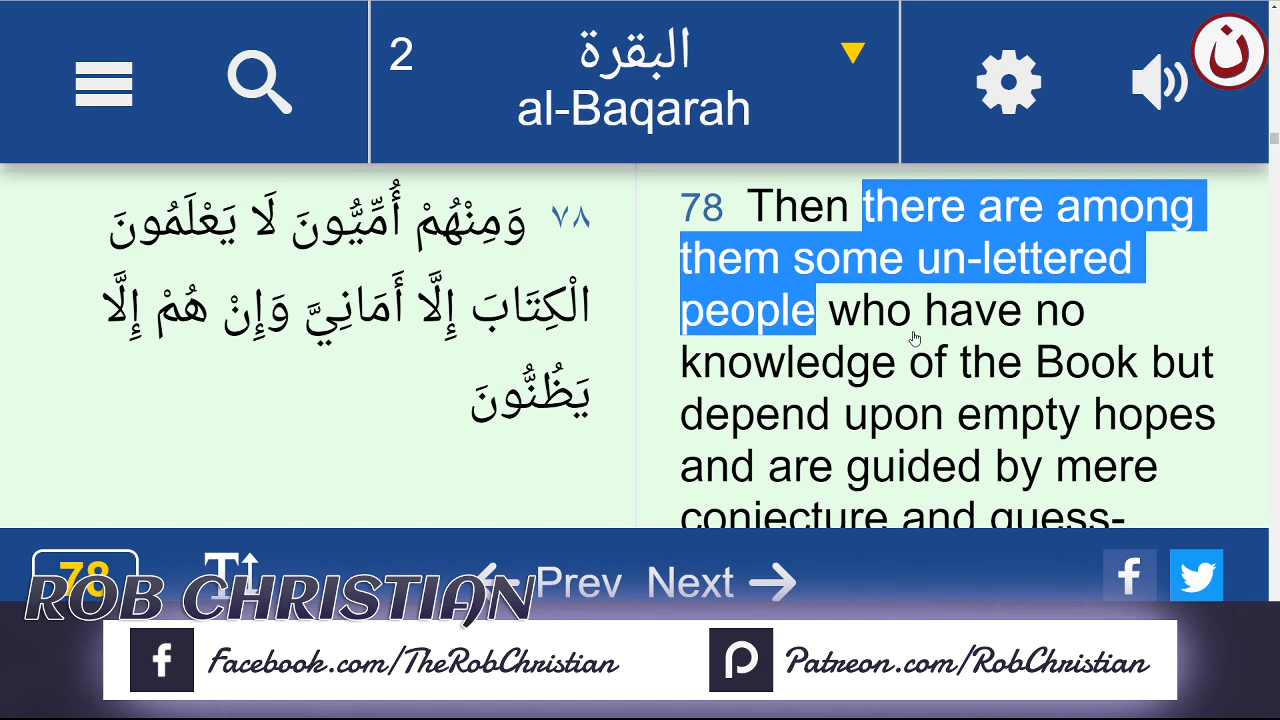 2
البقرة
al-Baqarah
ن
٧٨ وَمِنْهُمْ أُمِّيُّونَ لَا يَعْلَمُونَ
الْكِتَابَ إِلَّا أَمَانِيَّ وَإِنْ هُمْ إِلَّا
يَظُنُّونَ
78 Then there are among
them some un-lettered
people who have no
knowledge of the Book but
depend upon empty hopes
and are guided by mere
conjecture and guess-
78
T
Prev Next
ROB CHRISTIAN
Facebook.com/TheRobChristian
Patreon.com/RobChristian